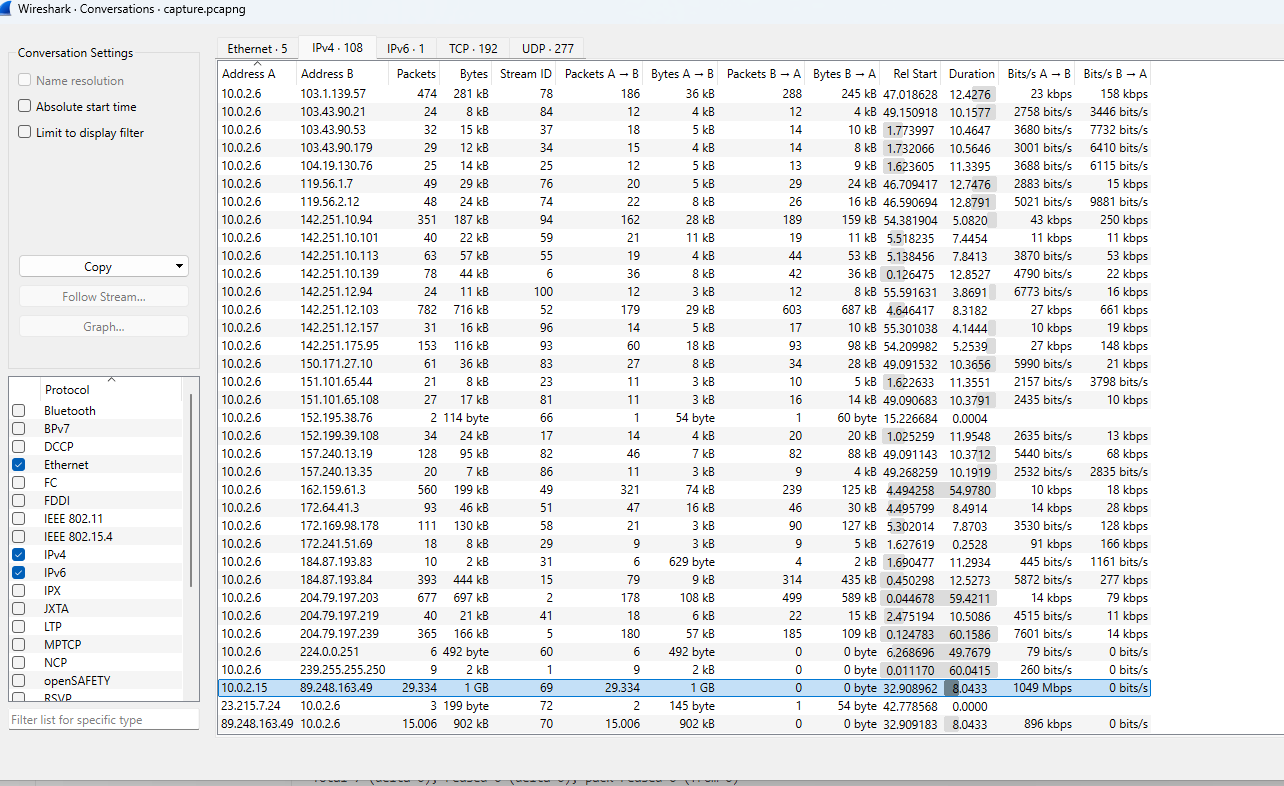 Wireshark · Conversations · capture.pcapng
Conversation Settings
Name resolution
Absolute start time
Limit to display filter
Copy
Follow Stream...
Graph...
Protocol
Bluetooth
BPv7
DCCP
Ethernet
FC
FDDI
IEEE 802.11
IEEE 802.15.4
IPv4
IPv6
IPX
JXTA
LTP
MPTCP
NCP
openSAFETY
RSVP
Filter list for specific type
Ethernet · 5 IPv4 · 108 IPv6 · 1 TCP · 192 UDP · 277
Address A Address B Packets Bytes Stream ID Packets A → B Bytes A → B Packets B → A Bytes B → A Rel Start Duration Bits/s A → B Bits/s B → A
10.0.2.6 103.1.139.57 474 281 kB 78 186 36 kB 288 245 kB 47.018628 12.4276 23 kbps 158 kbps
10.0.2.6 103.43.90.21 24 8 kB 84 12 4 kB 12 4 kB 49.150918 10.1577 2758 bits/s 3446 bits/s
10.0.2.6 103.43.90.53 32 15 kB 37 18 5 kB 14 10 kB 1.773997 10.4647 3680 bits/s 7732 bits/s
10.0.2.6 103.43.90.179 29 12 kB 34 15 4 kB 14 8 kB 1.732066 10.5646 3001 bits/s 6410 bits/s
10.0.2.6 104.19.130.76 25 14 kB 25 12 5 kB 13 9 kB 1.623605 11.3395 3688 bits/s 6115 bits/s
10.0.2.6 119.56.1.7 49 29 kB 76 20 5 kB 29 24 kB 46.709417 12.7476 2883 bits/s 15 kbps
10.0.2.6 119.56.2.12 48 24 kB 74 22 8 kB 26 16 kB 46.590694 12.8791 5021 bits/s 9881 bits/s
10.0.2.6 142.251.10.94 351 187 kB 94 162 28 kB 189 159 kB 54.381904 5.0820 43 kbps 250 kbps
10.0.2.6 142.251.10.101 40 22 kB 59 21 11 kB 19 11 kB 5.518235 7.4454 11 kbps 11 kbps
10.0.2.6 142.251.10.113 63 57 kB 55 19 4 kB 44 53 kB 5.138456 7.8413 3870 bits/s 53 kbps
10.0.2.6 142.251.10.139 78 44 kB 6 36 8 kB 42 36 kB 0.126475 12.8527 4790 bits/s 22 kbps
10.0.2.6 142.251.12.94 24 11 kB 100 12 3 kB 12 8 kB 55.591631 3.8691 6773 bits/s 16 kbps
10.0.2.6 142.251.12.103 782 716 kB 52 179 29 kB 603 687 kB 4.646417 8.3182 27 kbps 661 kbps
10.0.2.6 142.251.12.157 31 16 kB 96 14 5 kB 17 10 kB 55.301038 4.1444 10 kbps 19 kbps
10.0.2.6 142.251.175.95 153 116 kB 93 60 18 kB 93 98 kB 54.209982 5.2539 27 kbps 148 kbps
10.0.2.6 150.171.27.10 61 36 kB 83 27 8 kB 34 28 kB 49.091532 10.3656 5990 bits/s 21 kbps
10.0.2.6 151.101.65.44 21 8 kB 23 11 3 kB 10 5 kB 1.622633 11.3551 2157 bits/s 3798 bits/s
10.0.2.6 151.101.65.108 27 17 kB 81 11 3 kB 16 14 kB 49.090683 10.3791 2435 bits/s 10 kbps
10.0.2.6 152.195.38.76 2 114 byte 66 1 54 byte 1 60 byte 15.226684 0.0004
10.0.2.6 152.199.39.108 34 24 kB 17 14 4 kB 20 20 kB 1.025259 11.9548 2635 bits/s 13 kbps
10.0.2.6 157.240.13.19 128 95 kB 82 46 7 kB 82 88 kB 49.091143 10.3712 5440 bits/s 68 kbps
10.0.2.6 157.240.13.35 20 7 kB 86 11 3 kB 9 4 kB 49.268259 10.1919 2532 bits/s 2835 bits/s
10.0.2.6 162.159.61.3 560 199 kB 49 321 74 kB 239 125 kB 4.494258 54.9780 10 kbps 18 kbps
10.0.2.6 172.64.41.3 93 46 kB 51 47 16 kB 46 30 kB 4.495799 8.4914 14 kbps 28 kbps
10.0.2.6 172.169.98.178 111 130 kB 58 21 3 kB 90 127 kB 5.302014 7.8703 3530 bits/s 128 kbps
10.0.2.6 172.241.51.69 18 8 kB 29 9 3 kB 9 5 kB 1.627619 0.2528 91 kbps 166 kbps
10.0.2.6 184.87.193.83 10 2 kB 31 6 629 byte 4 2 kB 1.690477 11.2934 445 bits/s 1161 bits/s
10.0.2.6 184.87.193.84 393 444 kB 15 79 9 kB 314 435 kB 0.450298 12.5273 5872 bits/s 277 kbps
10.0.2.6 204.79.197.203 677 697 kB 2 178 108 kB 499 589 kB 0.044678 59.4211 14 kbps 79 kbps
10.0.2.6 204.79.197.219 40 21 kB 41 18 6 kB 22 15 kB 2.475194 10.5086 4515 bits/s 11 kbps
10.0.2.6 204.79.197.239 365 166 kB 5 180 57 kB 185 109 kB 0.124783 60.1586 7601 bits/s 14 kbps
10.0.2.6 224.0.0.251 6 492 byte 60 6 492 byte 0 0 byte 6.268696 49.7679 79 bits/s 0 bits/s
10.0.2.6 239.255.255.250 9 2 kB 1 9 2 kB 0 0 byte 0.011170 60.0415 260 bits/s 0 bits/s
10.0.2.15 89.248.163.49 29.334 1 GB 69 29.334 1 GB 0 0 byte 32.908962 8.0433 1049 Mbps 0 bits/s
23.215.7.24 10.0.2.6 3 199 byte 72 2 145 byte 1 54 byte 42.778568 0.0000
89.248.163.49 10.0.2.6 15.006 902 kB 70 15.006 902 kB 0 0 byte 32.909183 8.0433 896 kbps 0 bits/s